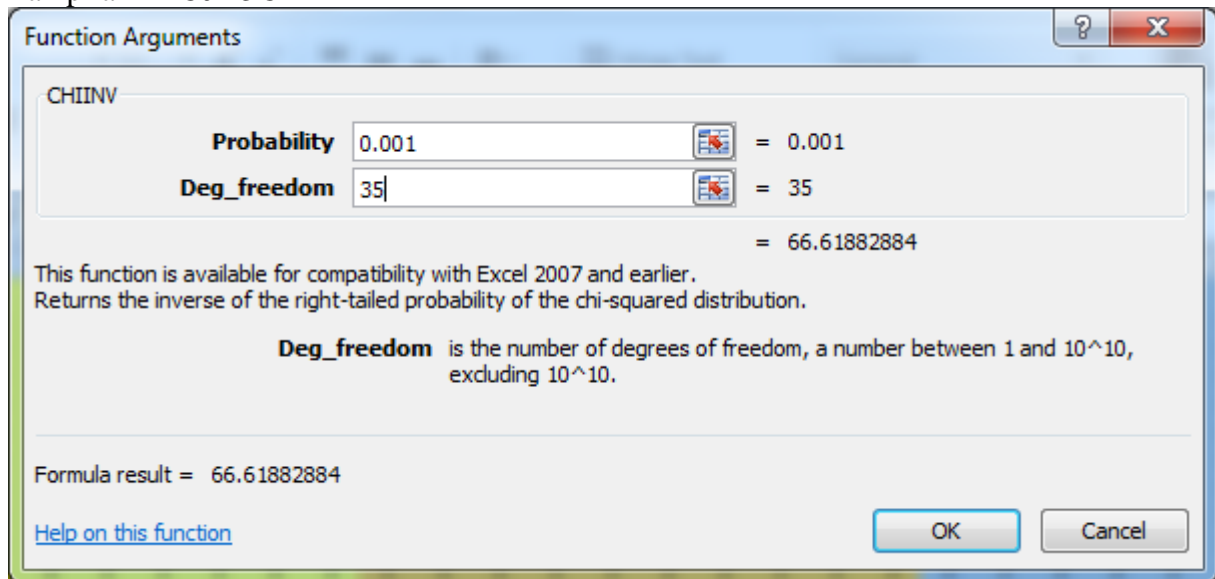 Function Arguments
CHIINV
Probability 0.001 = 0.001
Deg_freedom 35 = 35
= 66.61882884
This function is available for compatibility with Excel 2007 and earlier.
Returns the inverse of the right-tailed probability of the chi-squared distribution.
Deg_freedom is the number of degrees of freedom, a number between 1 and 10^10,
excluding 10^10.
Formula result = 66.61882884
Help on this function OK Cancel